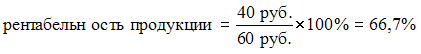 рентабельн ость продукции = 40 руб. / 60 руб. × 100% = 66,7%